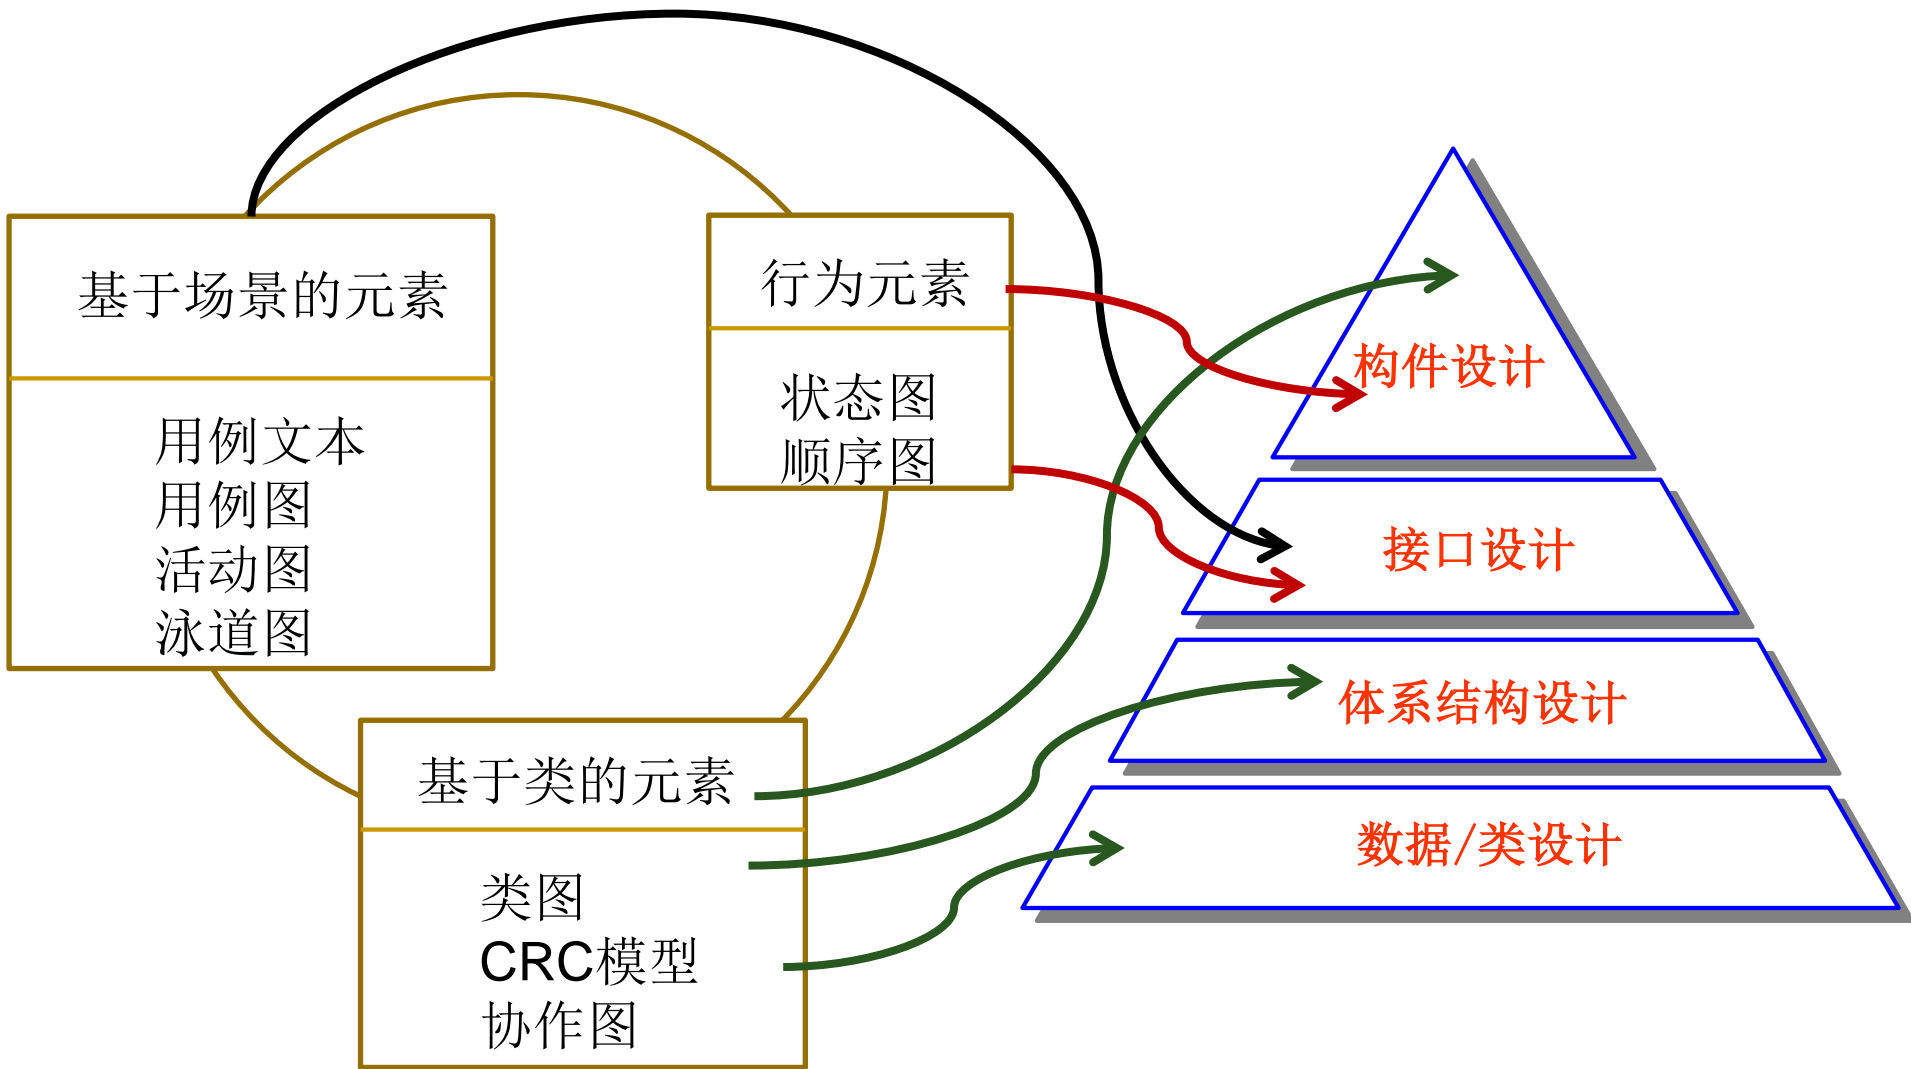 基于场景的元素
用例文本
用例图
活动图
泳道图
行为元素
状态图
顺序图
基于类的元素
类图
CRC模型
协作图
构件设计
接口设计
体系结构设计
数据/类设计